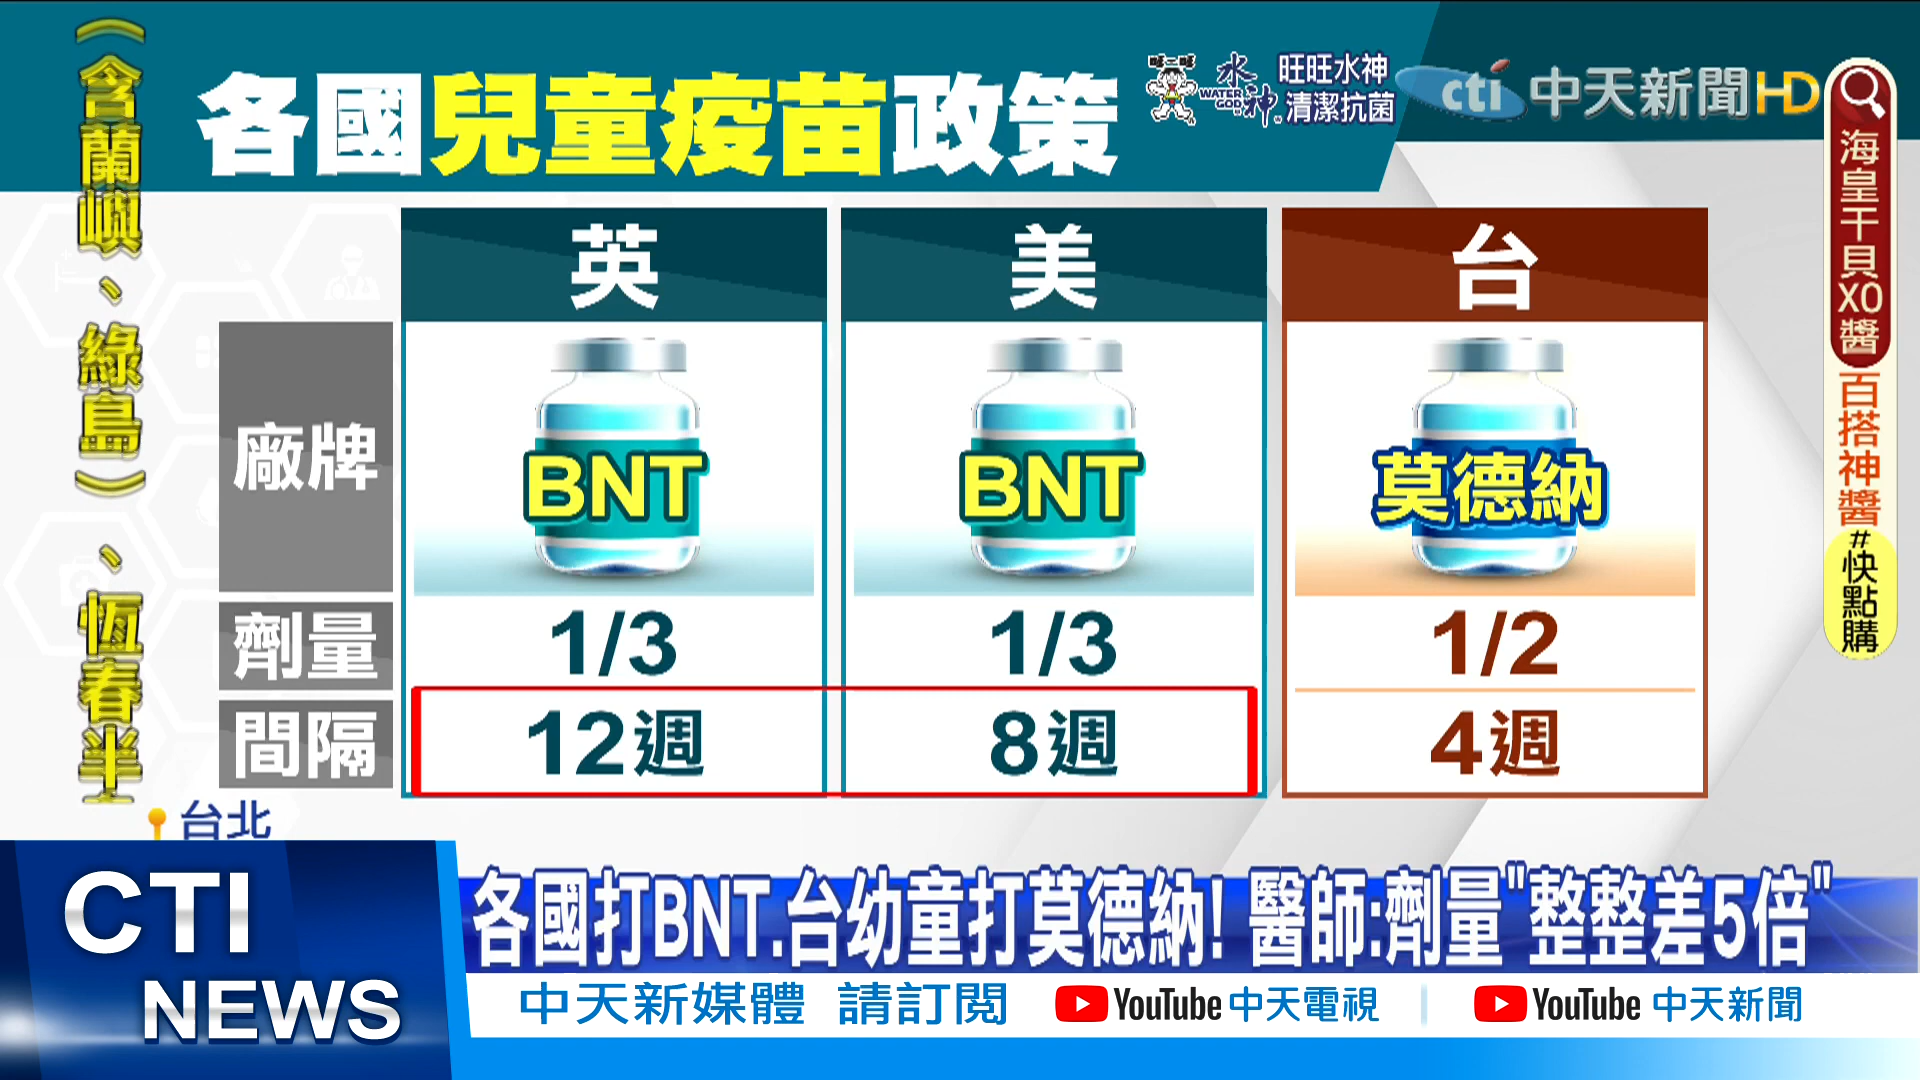 各國兒童疫苗政策
旺旺水神
清潔抗菌
水神
WATER GOD
cti 中天新聞HD
(含蘭嶼、綠島)、恆春半
海皇干貝XO醬
百搭神醬
#快點購
英
美
台
廠牌
BNT
BNT
莫德納
劑量
1/3
1/3
1/2
間隔
12週
8週
4週
台北
CTI
NEWS
各國打BNT.台幼童打莫德納! 醫師:劑量"整整差5倍"
中天新媒體 請訂閱 YouTube 中天電視 YouTube 中天新聞